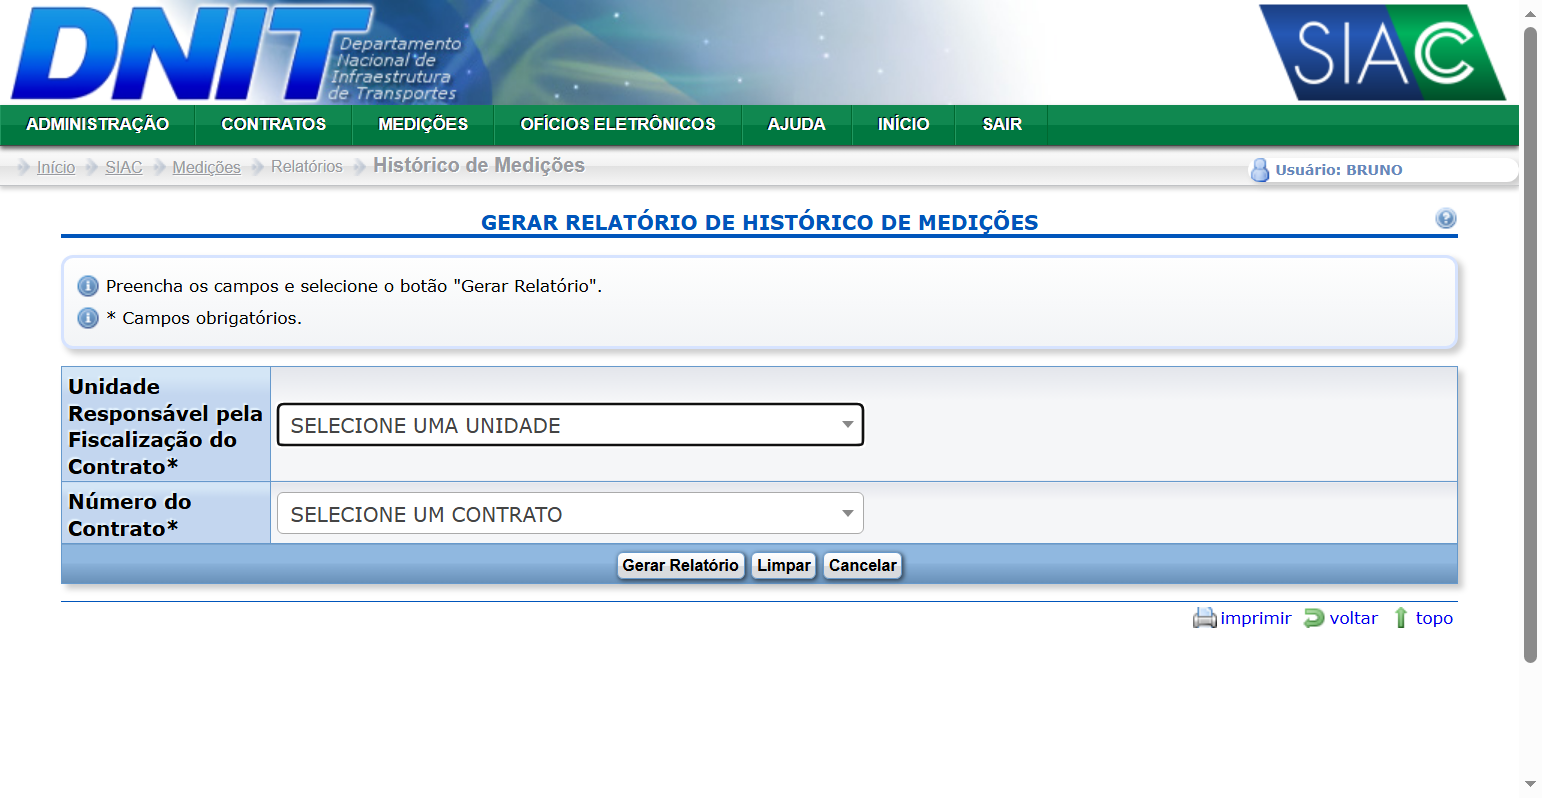 DNIT
Departamento
Nacional de
Infraestrutura
de Transportes
SIAC
ADMINISTRAÇÃO CONTRATOS MEDIÇÕES OFÍCIOS ELETRÔNICOS AJUDA INÍCIO SAIR
Início SIAC Medições Relatórios Histórico de Medições
Usuário: BRUNO
GERAR RELATÓRIO DE HISTÓRICO DE MEDIÇÕES
Preencha os campos e selecione o botão "Gerar Relatório".
* Campos obrigatórios.
Unidade
Responsável pela
Fiscalização do
Contrato*
SELECIONE UMA UNIDADE
Número do
Contrato*
SELECIONE UM CONTRATO
Gerar Relatório Limpar Cancelar
imprimir voltar topo